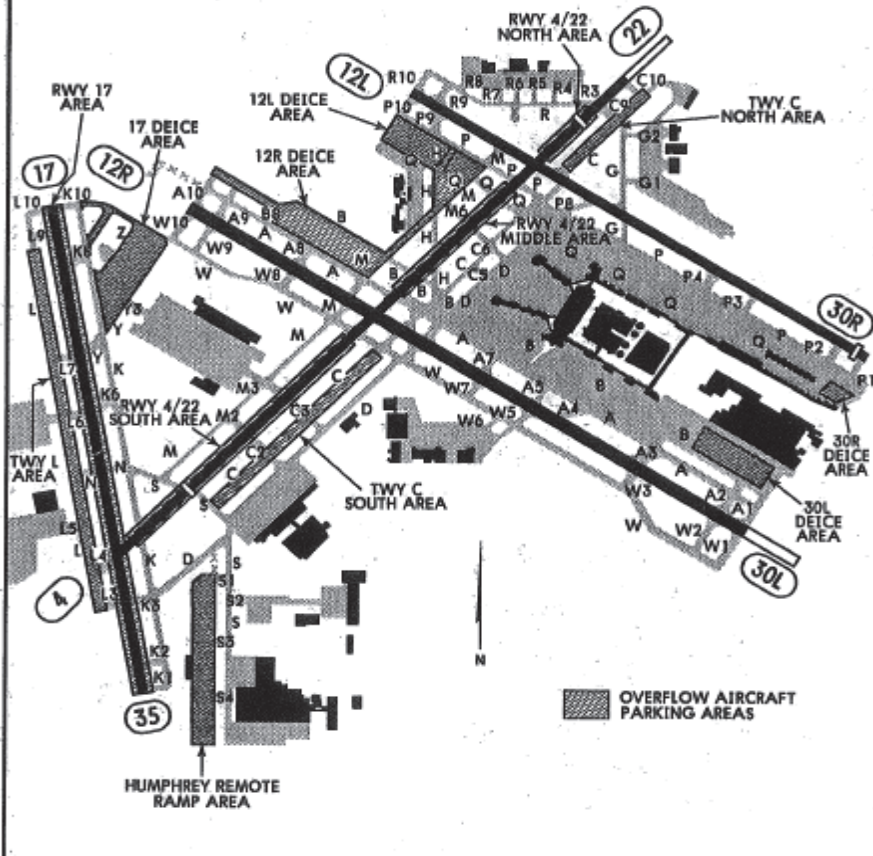 RWY 4/22
NORTH AREA
22
12L
R10
R8
R7
R6
R5
R4
R3
R9
C10
C9
RWY 17
AREA
12L DEICE
AREA
P10
P9
R
TWY C
NORTH AREA
17 DEICE
AREA
17
12R
12R DEICE
AREA
P
M
P
H
Q
Q
H
Q
M
M6
Q
P
P
C
G
G2
G1
P8
G
L10
K10
L9
K8
Z
W10
A10
A9
B9
B
A
A8
W9
W
W8
W
A
M
M
B
H
H
B
RWY 4/22
MIDDLE AREA
C6
C
C5
D
B
D
Q
Q
Q
P
P4
P3
P
P2
Q
30R
R1
L
Y3
Y
Y
K
M
M3
L7
K6
L6
RWY 4/22
SOUTH AREA
M2
M
C
C3
C2
C
D
A
A7
W
W7
W6
W5
B
A5
A4
B
A
30R
DEICE
AREA
TWY L
AREA
N
N
S
S
TWY C
SOUTH AREA
B
A3
A
A2
A1
W3
W
W2
W1
30L
DEICE
AREA
30L
L5
L
L4
K
D
S
L3
K3
4
S1
S2
S
S3
S4
K2
K1
35
N
OVERFLOW AIRCRAFT
PARKING AREAS
HUMPHREY REMOTE
RAMP AREA